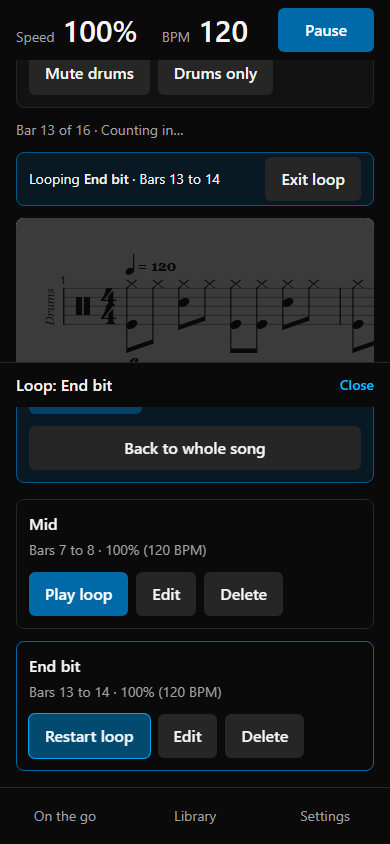 Speed 100% BPM 120 Pause
Mute drums Drums only
Bar 13 of 16 · Counting in...
Looping End bit · Bars 13 to 14 Exit loop
♩ = 120
1
Drums
4
4
Loop: End bit Close
Back to whole song
Mid
Bars 7 to 8 · 100% (120 BPM)
Play loop Edit Delete
End bit
Bars 13 to 14 · 100% (120 BPM)
Restart loop Edit Delete
On the go Library Settings